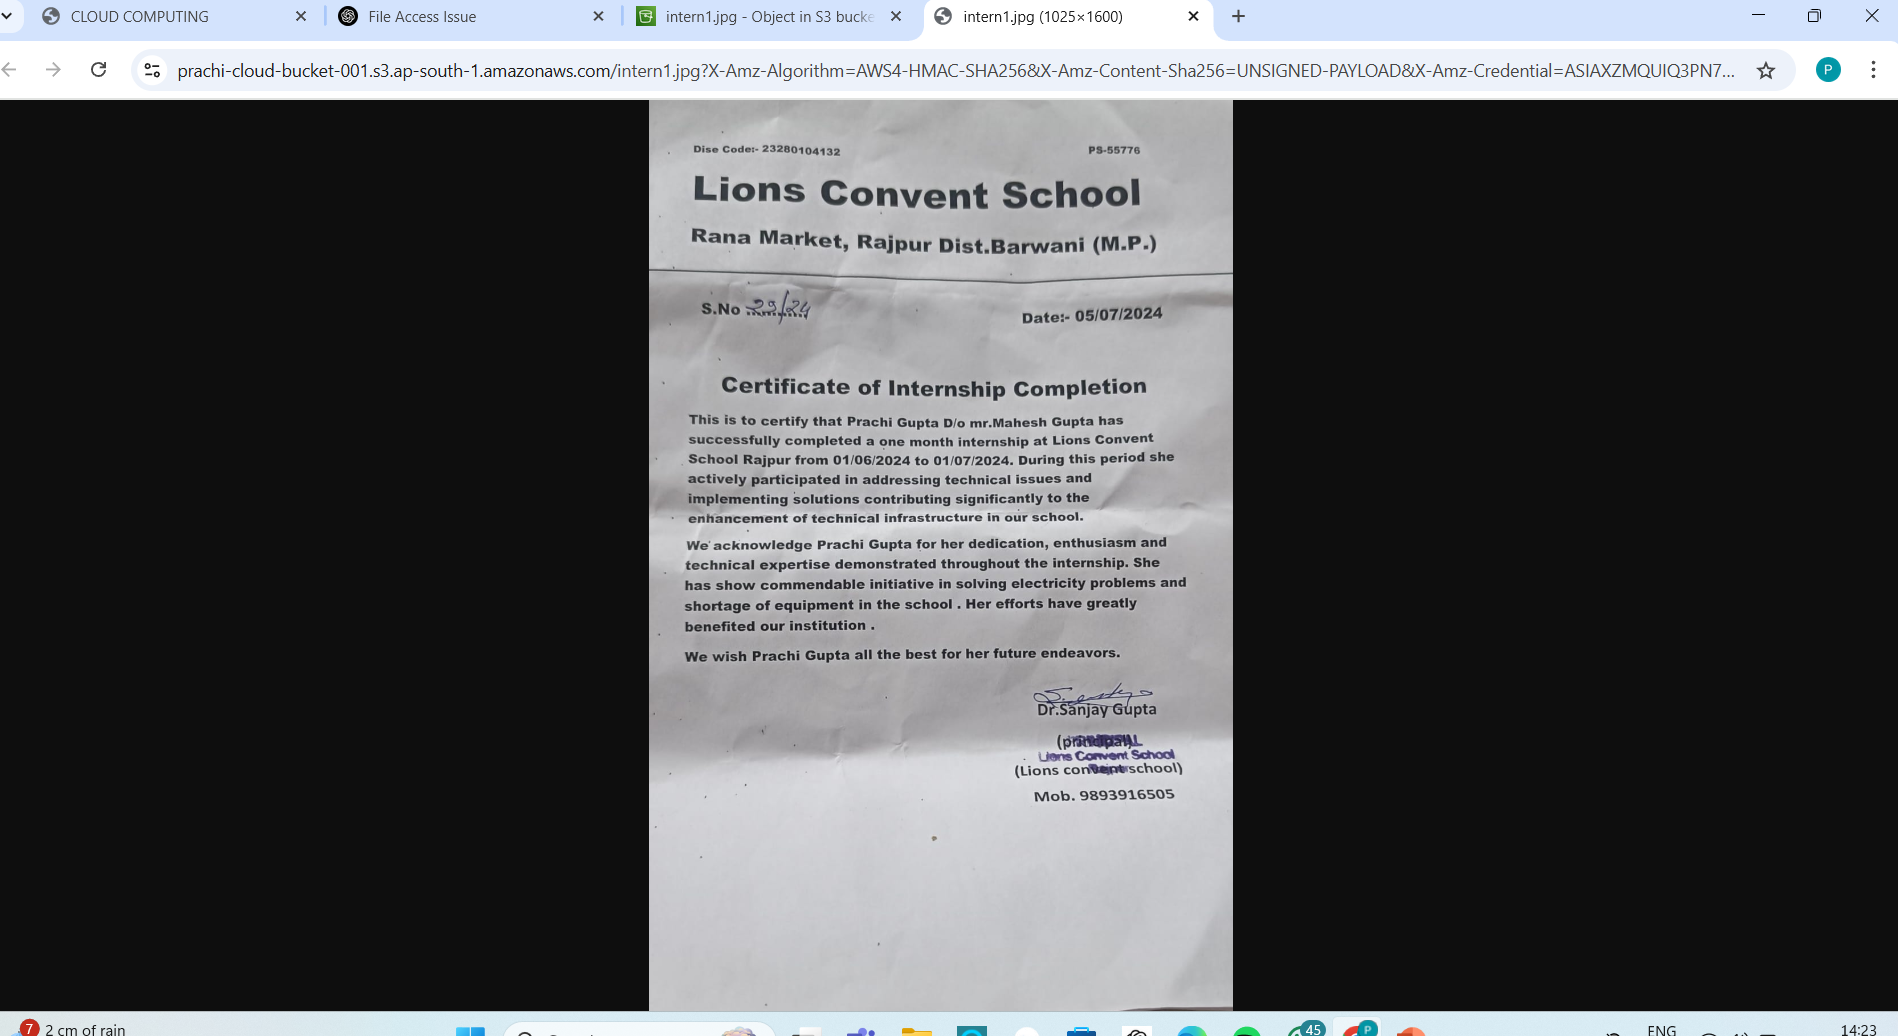 CLOUD COMPUTING
File Access Issue
intern1.jpg - Object in S3 bucke
intern1.jpg (1025×1600)
prachi-cloud-bucket-001.s3.ap-south-1.amazonaws.com/intern1.jpg?X-Amz-Algorithm=AWS4-HMAC-SHA256&X-Amz-Content-Sha256=UNSIGNED-PAYLOAD&X-Amz-Credential=ASIAXZMQUIQ3PN7...
P
Dise Code:- 23280104132
PS-55776
Lions Convent School
Rana Market, Rajpur Dist.Barwani (M.P.)
S.No 29/24
Date:- 05/07/2024
Certificate of Internship Completion
This is to certify that Prachi Gupta D/o mr.Mahesh Gupta has
successfully completed a one month internship at Lions Convent
School Rajpur from 01/06/2024 to 01/07/2024. During this period she
actively participated in addressing technical issues and
implementing solutions contributing significantly to the
enhancement of technical infrastructure in our school.
We acknowledge Prachi Gupta for her dedication, enthusiasm and
technical expertise demonstrated throughout the internship. She
has show commendable initiative in solving electricity problems and
shortage of equipment in the school . Her efforts have greatly
benefited our institution .
We wish Prachi Gupta all the best for her future endeavors.
Dr.Sanjay Gupta
(principal)
Lions Convent School
(Lions convent school)
Mob. 9893916505
7
2 cm of rain
45
P
ENG
14:23